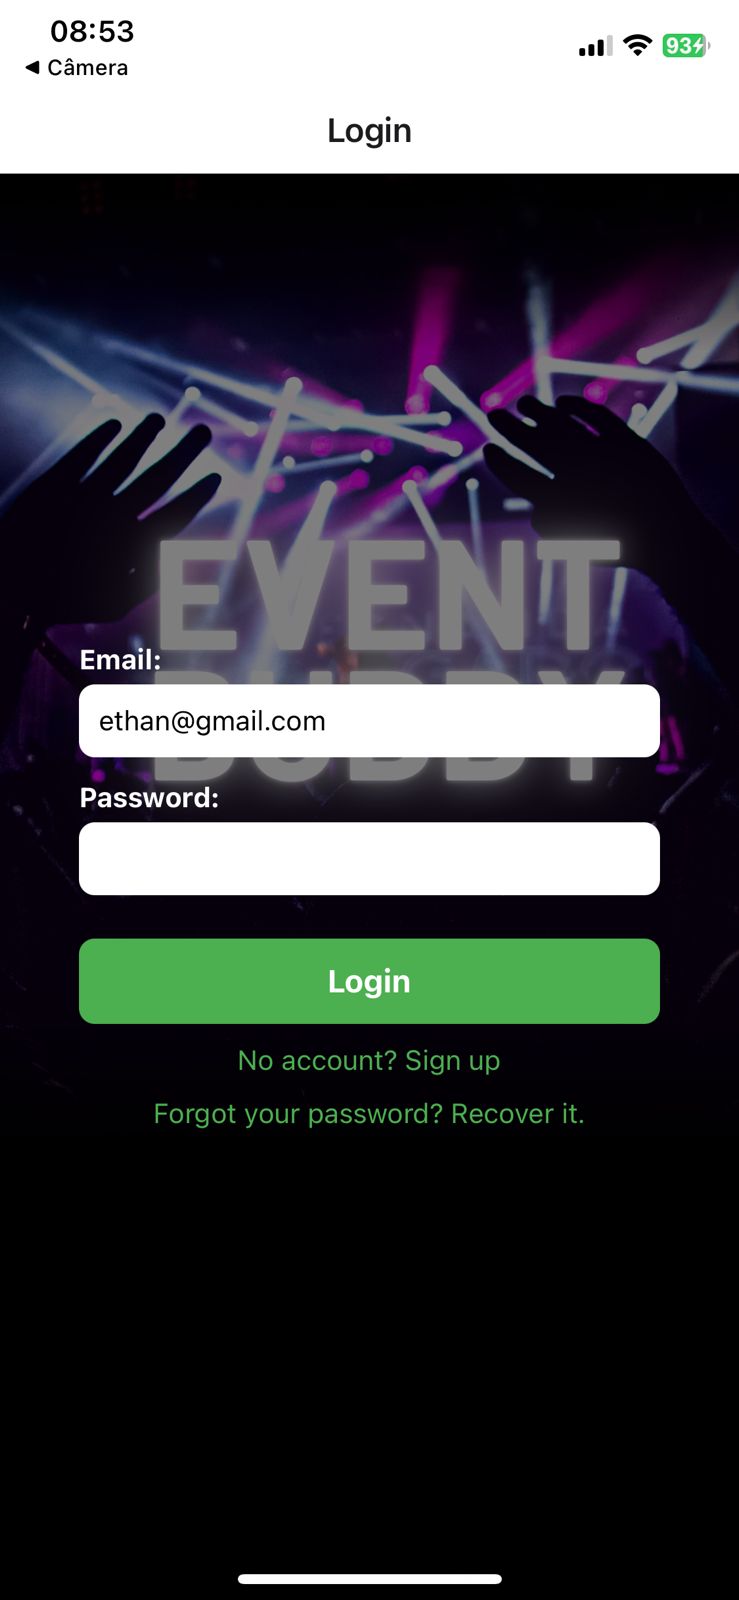 08:53
◀ Câmera
93
Login
EVENT
BUDDY
Email:
ethan@gmail.com
Password:
Login
No account? Sign up
Forgot your password? Recover it.